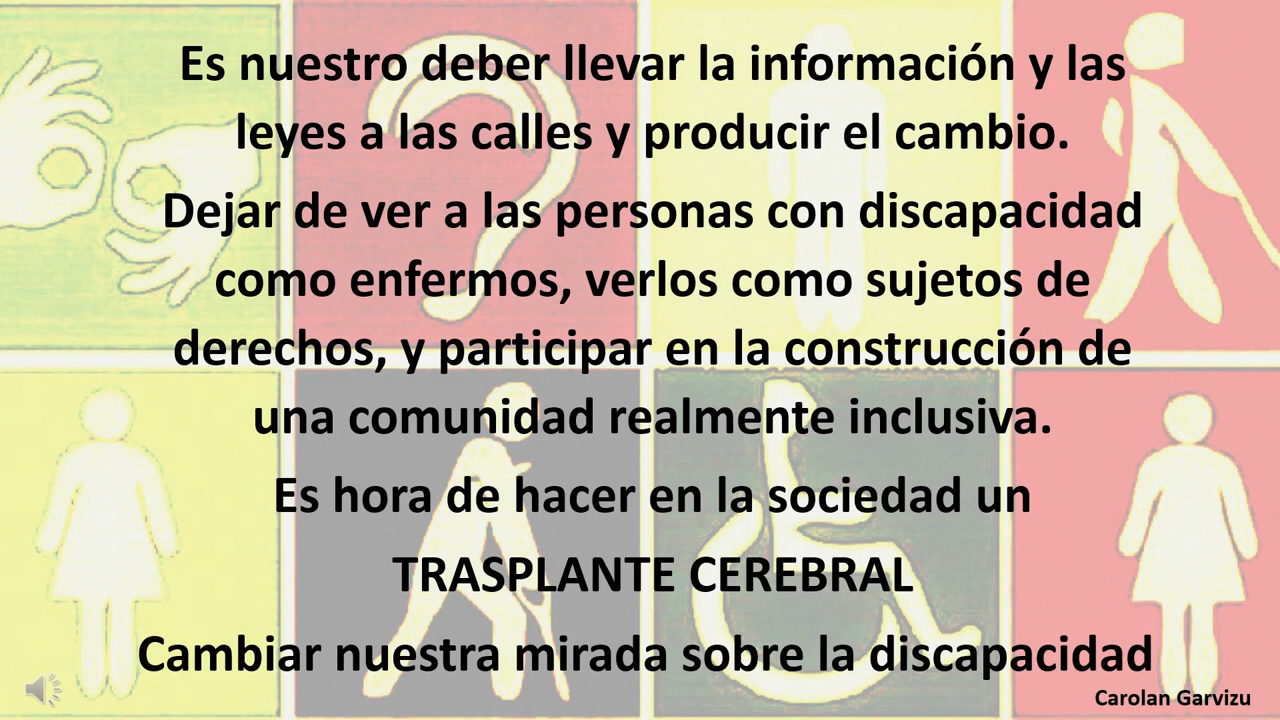 Es nuestro deber llevar la información y las
leyes a las calles y producir el cambio.
Dejar de ver a las personas con discapacidad
como enfermos, verlos como sujetos de
derechos, y participar en la construcción de
una comunidad realmente inclusiva.
Es hora de hacer en la sociedad un
TRASPLANTE CEREBRAL
Cambiar nuestra mirada sobre la discapacidad
Carolan Garvizu